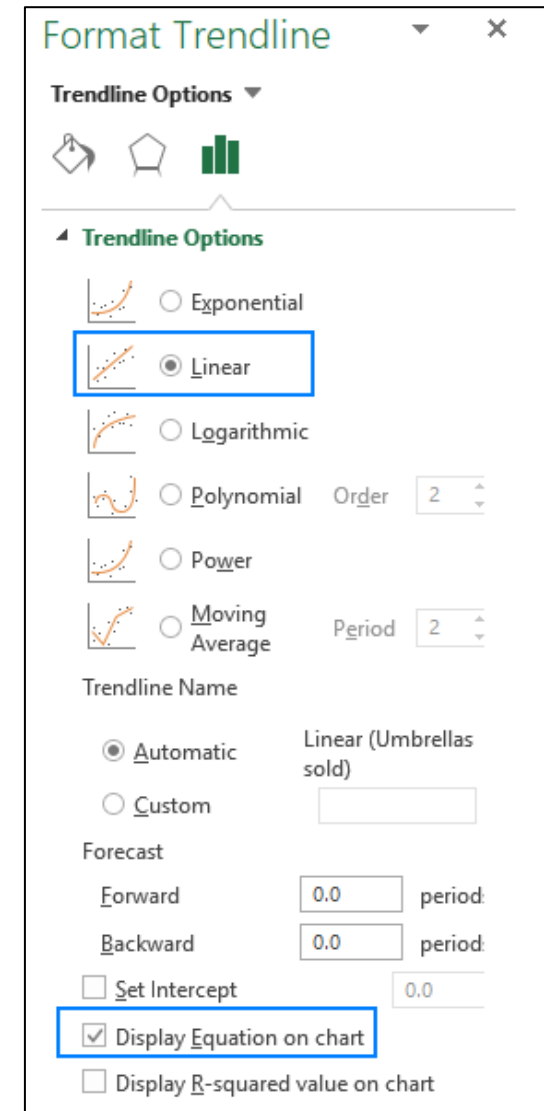 Format Trendline
Trendline Options
Trendline Options
Exponential
Linear
Logarithmic
Polynomial Order 2
Power
Moving
Average Period 2
Trendline Name
Automatic Linear (Umbrellas
sold)
Custom
Forecast
Forward 0.0 period
Backward 0.0 period
Set Intercept 0.0
Display Equation on chart
Display R-squared value on chart